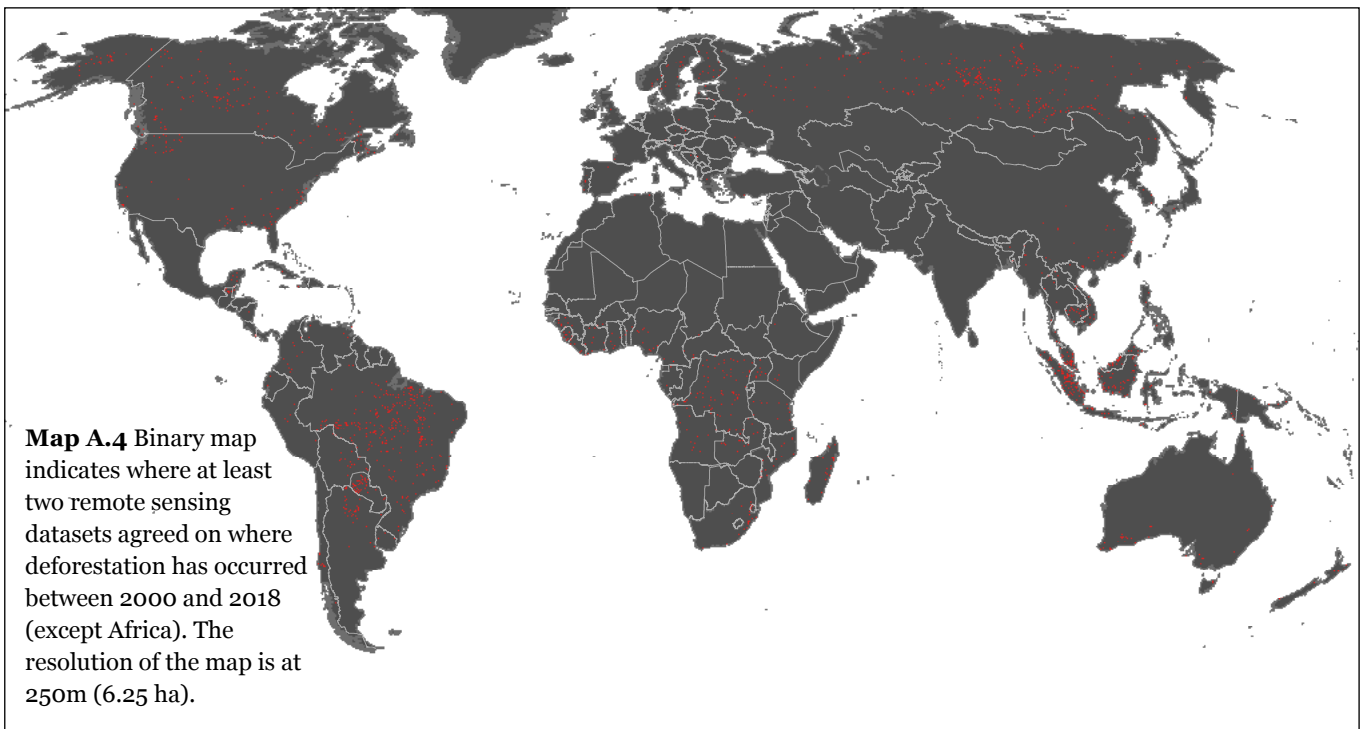 Map A.4 Binary map
indicates where at least
two remote sensing
datasets agreed on where
deforestation has occurred
between 2000 and 2018
(except Africa). The
resolution of the map is at
250m (6.25 ha).